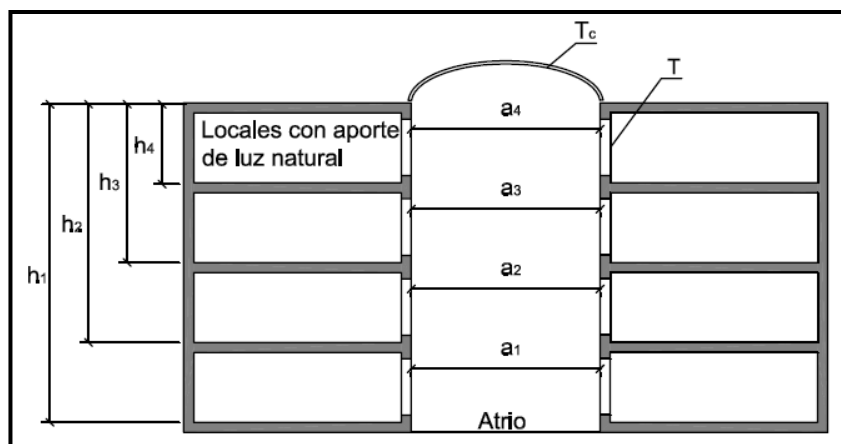 Tc
T
a4
Locales con aporte
de luz natural
h4
a3
h3
h2
a2
h1
a1
Atrio